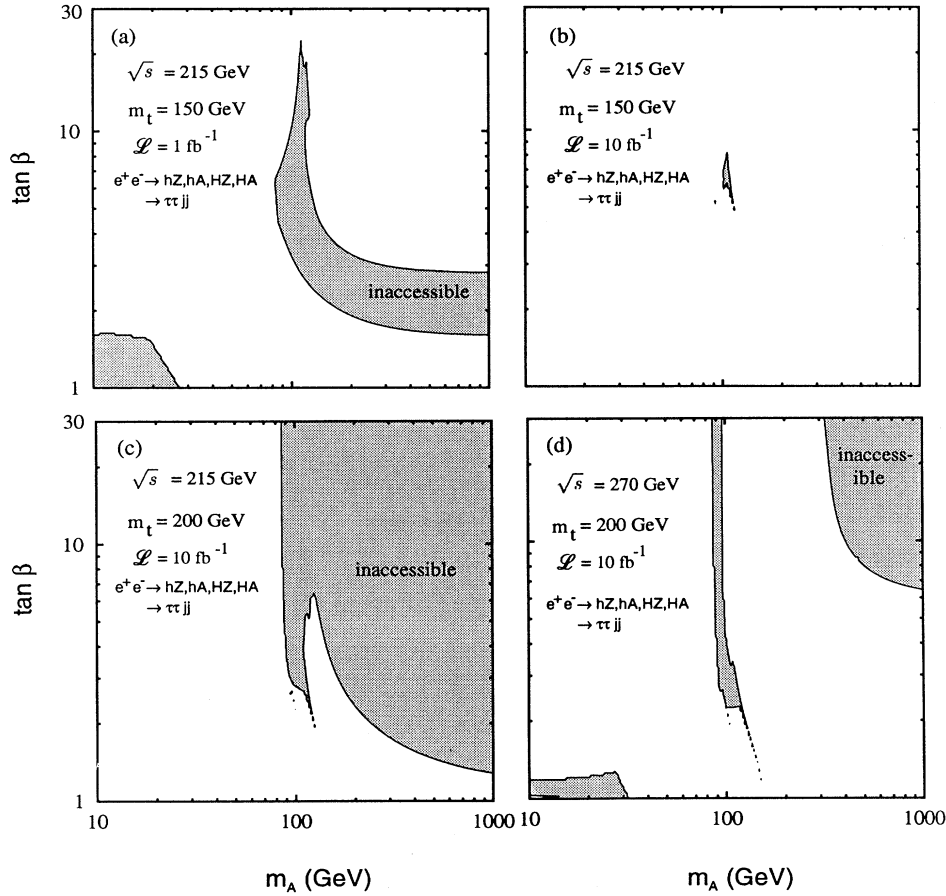 30
10
1
tan β
(a)
√s = 215 GeV
m_t = 150 GeV
ℒ = 1 fb⁻¹
e⁺e⁻→ hZ,hA,HZ,HA
→ ττ jj
inaccessible
(b)
√s = 215 GeV
m_t = 150 GeV
ℒ = 10 fb⁻¹
e⁺e⁻→ hZ,hA,HZ,HA
→ ττ jj
30
10
1
tan β
(c)
√s = 215 GeV
m_t = 200 GeV
ℒ = 10 fb⁻¹
e⁺e⁻→ hZ,hA,HZ,HA
→ ττ jj
inaccessible
10
100
1000
m_A (GeV)
(d)
√s = 270 GeV
m_t = 200 GeV
ℒ = 10 fb⁻¹
e⁺e⁻→ hZ,hA,HZ,HA
→ ττ jj
inaccess-
ible
10
100
1000
m_A (GeV)